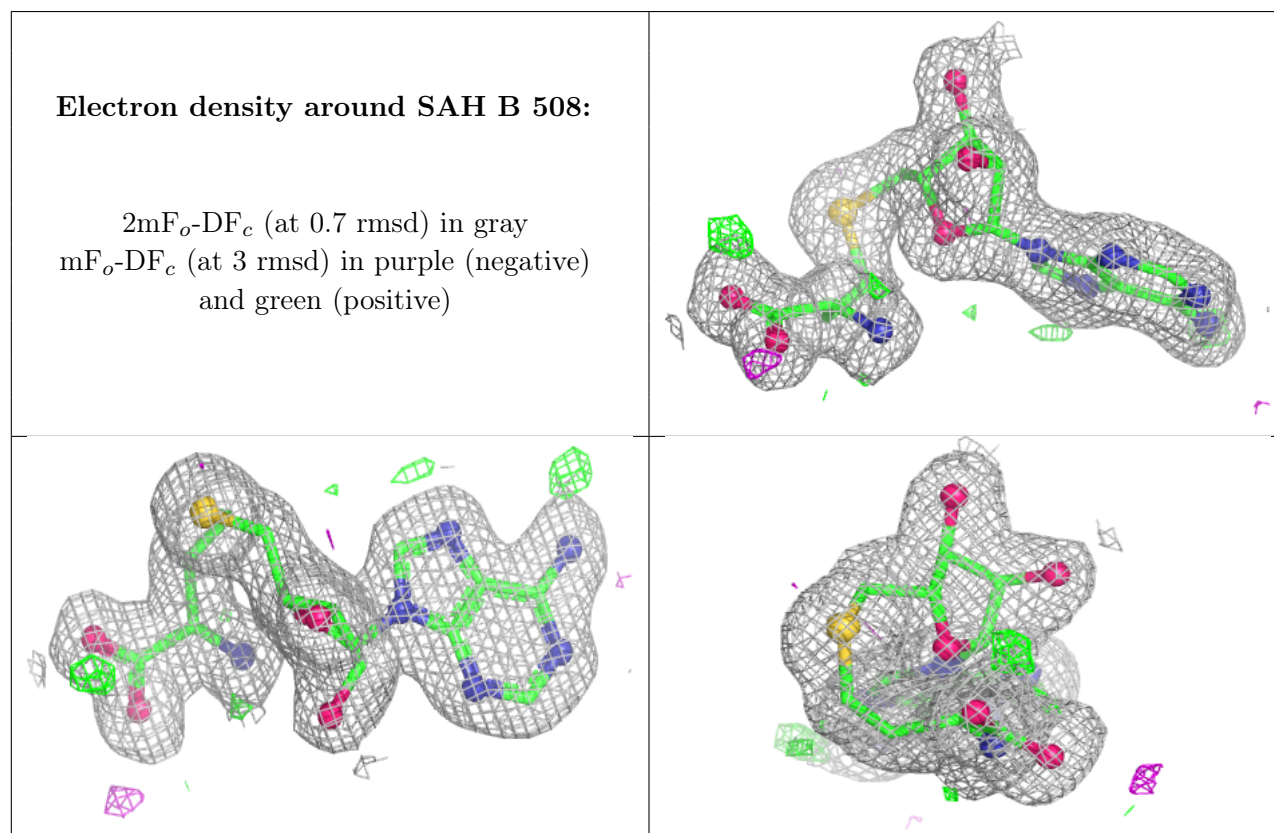 Electron density around SAH B 508:
2mFo-DFc (at 0.7 rmsd) in gray
mFo-DFc (at 3 rmsd) in purple (negative)
and green (positive)